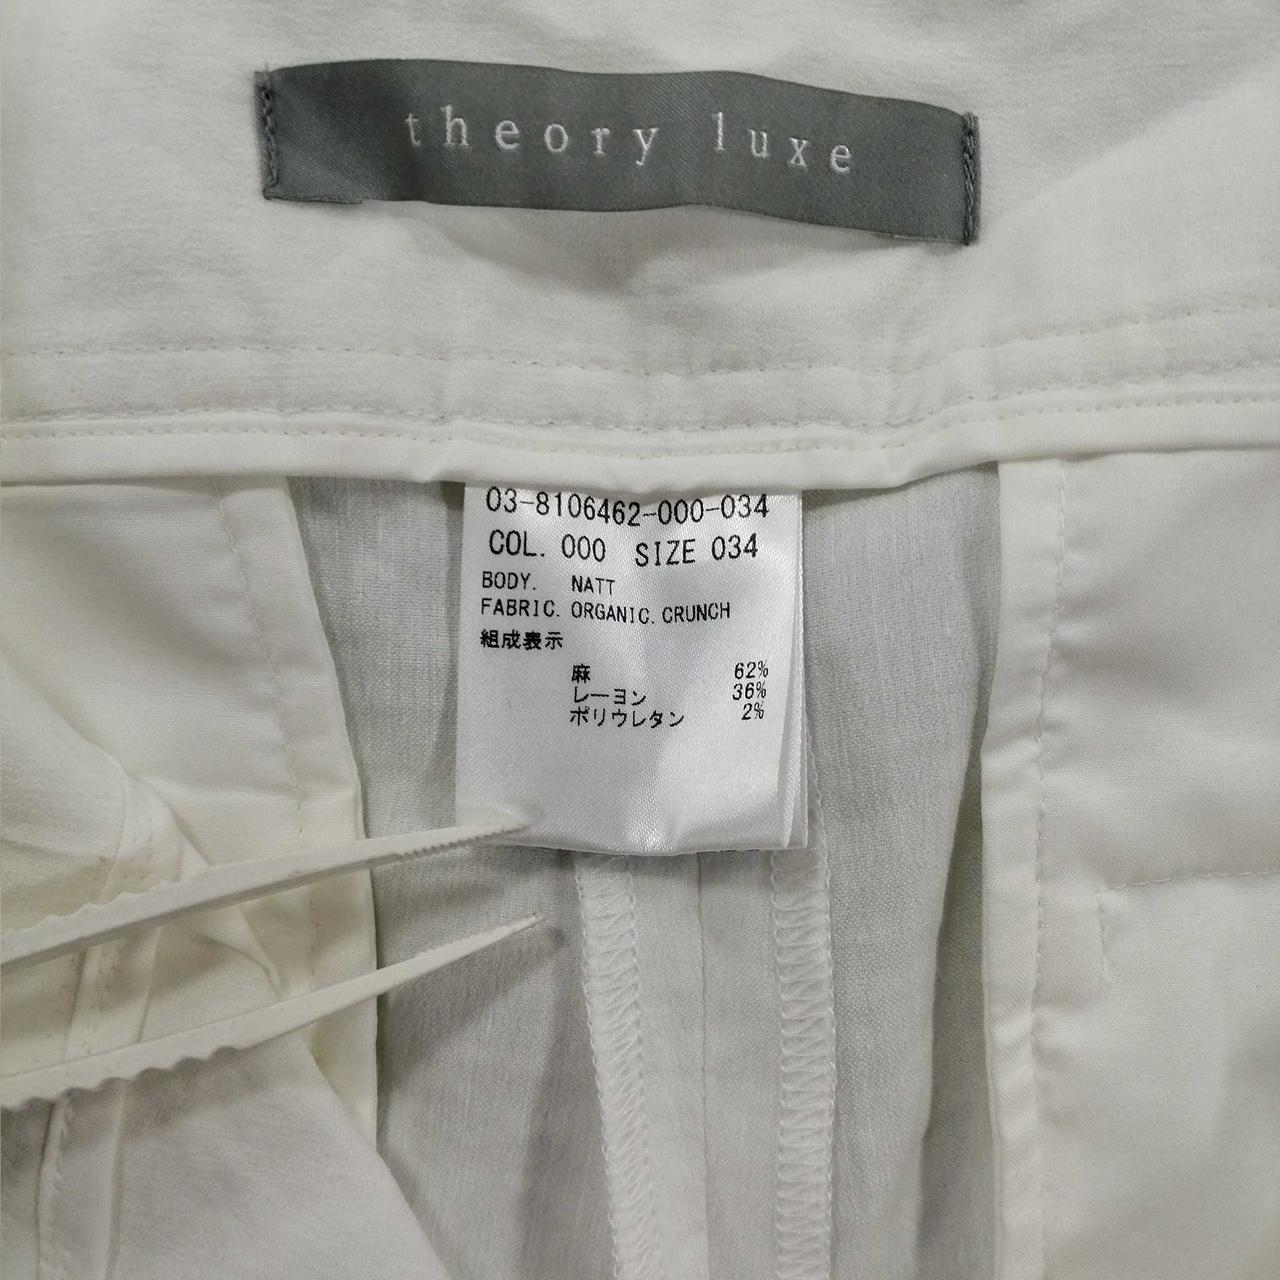 theory luxe
03-8106462-000-034
COL. 000 SIZE 034
BODY. NATT
FABRIC. ORGANIC. CRUNCH
組成表示
麻 62%
レーヨン 36%
ポリウレタン 2%